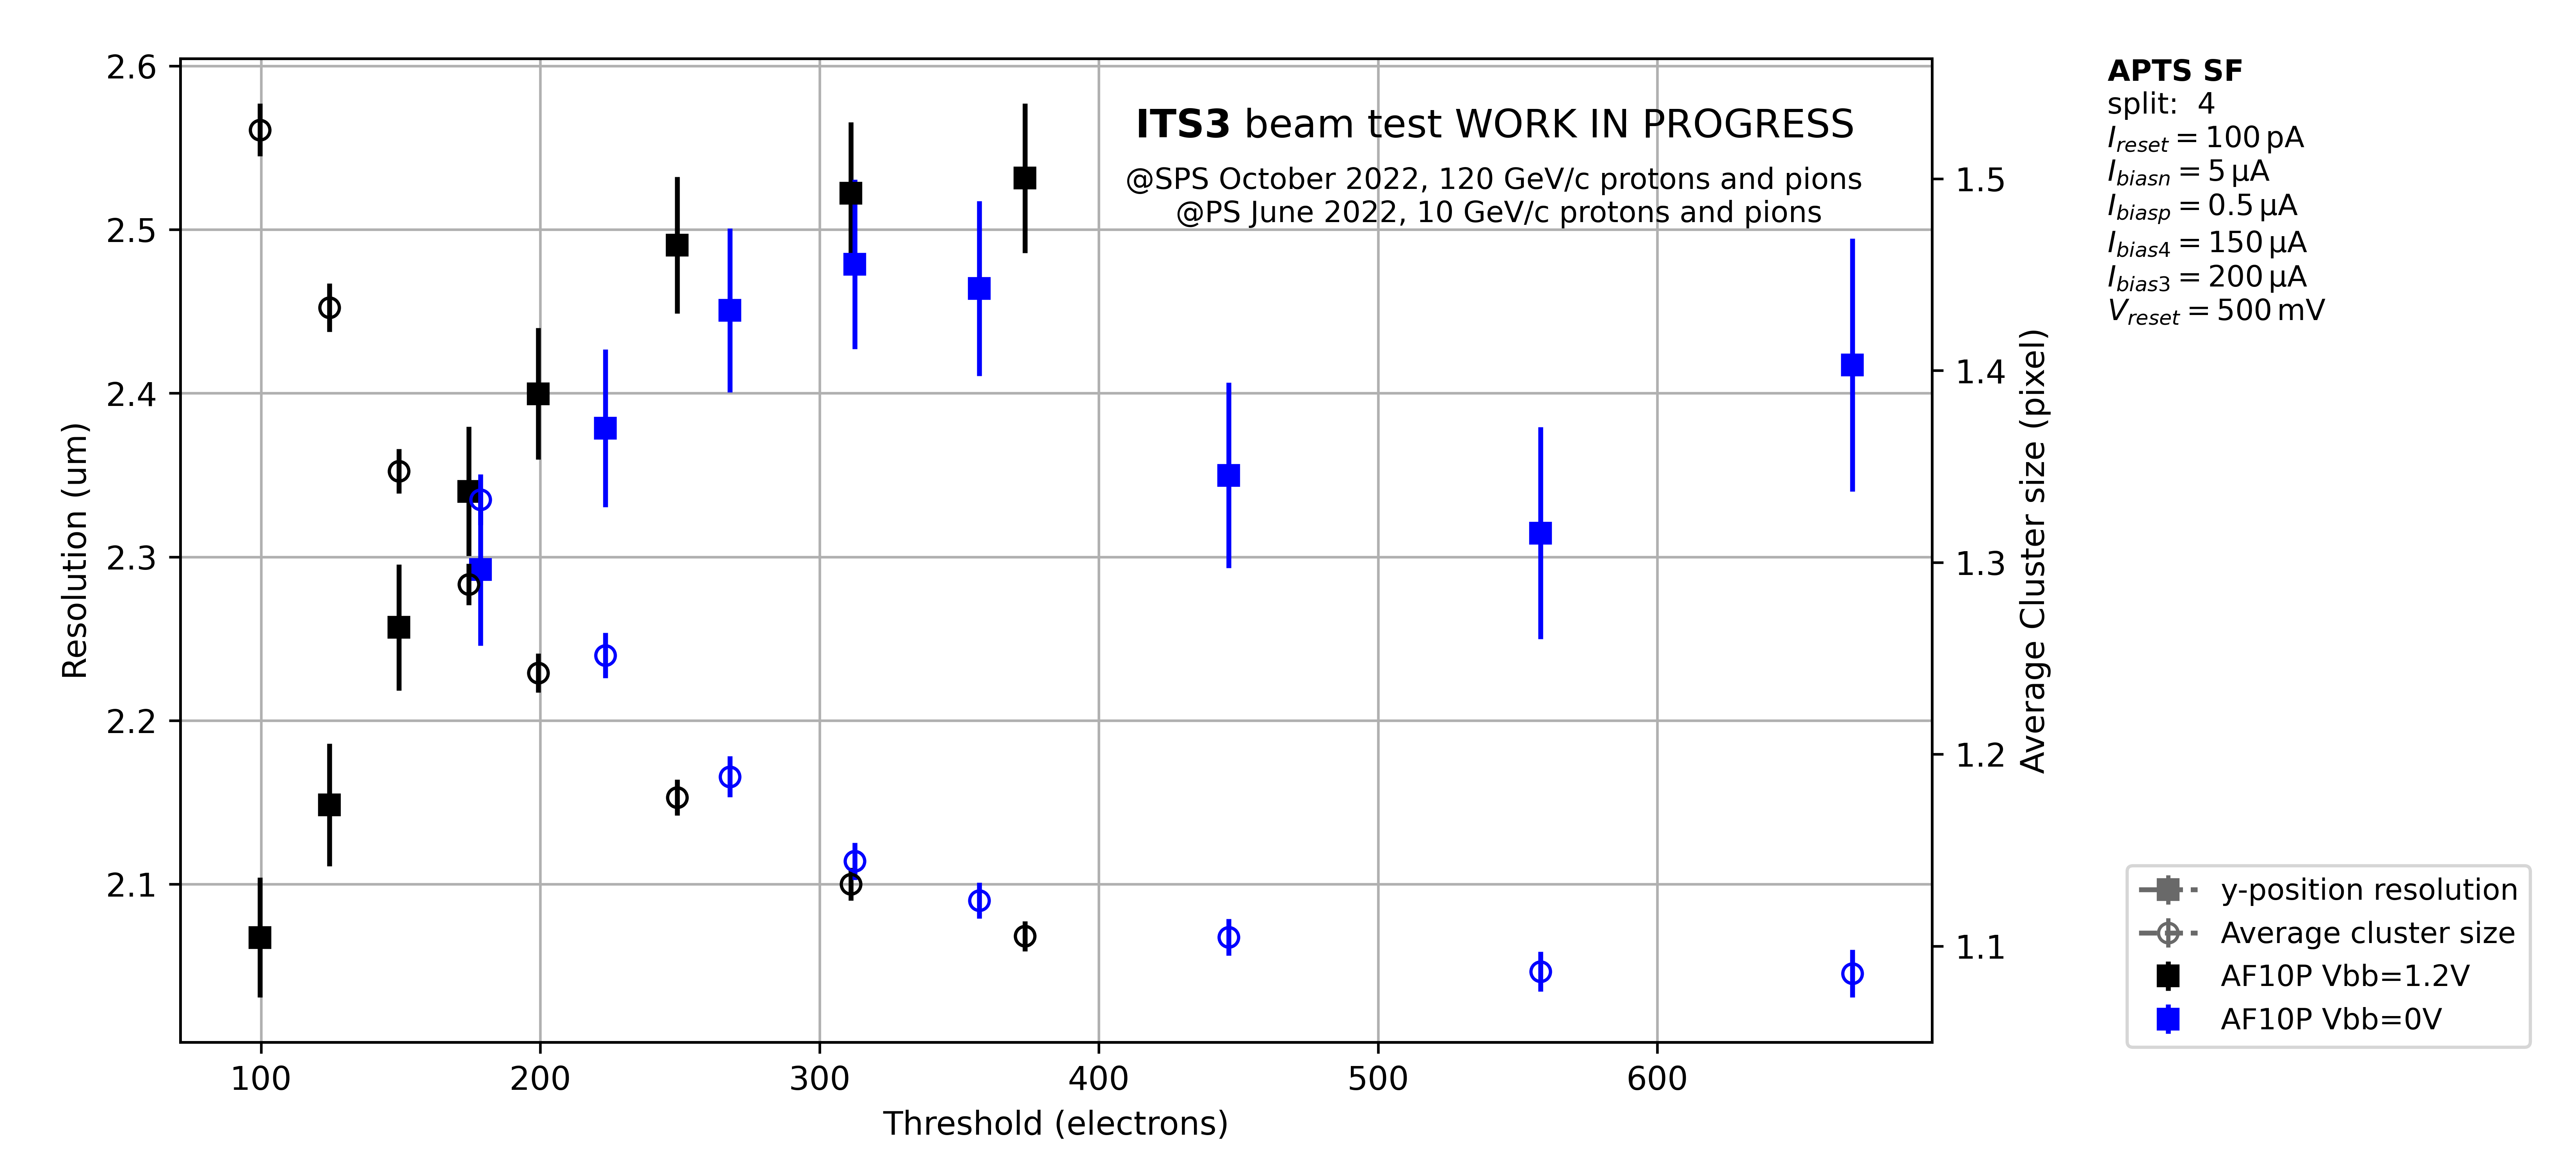 2.6
2.5
2.4
2.3
2.2
2.1
Resolution (um)
100
200
300
400
500
600
Threshold (electrons)
1.5
1.4
1.3
1.2
1.1
Average Cluster size (pixel)
ITS3 beam test WORK IN PROGRESS
@SPS October 2022, 120 GeV/c protons and pions
@PS June 2022, 10 GeV/c protons and pions
APTS SF
split: 4
I_reset = 100 pA
I_biasn = 5 μA
I_biasp = 0.5 μA
I_bias4 = 150 μA
I_bias3 = 200 μA
V_reset = 500 mV
y-position resolution
Average cluster size
AF10P Vbb=1.2V
AF10P Vbb=0V